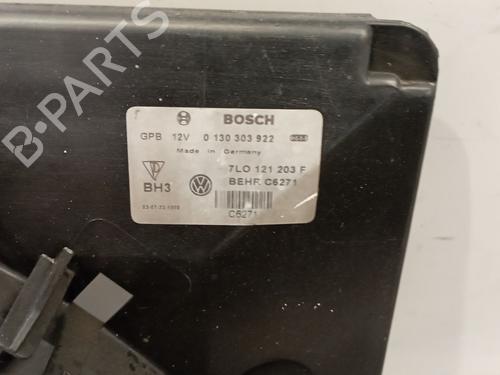 B-PARTS
BOSCH
GPB 12V 0 130 303 922
Made in Germany
7L0 121 203 F
BH3 BEHR C6271
C6271